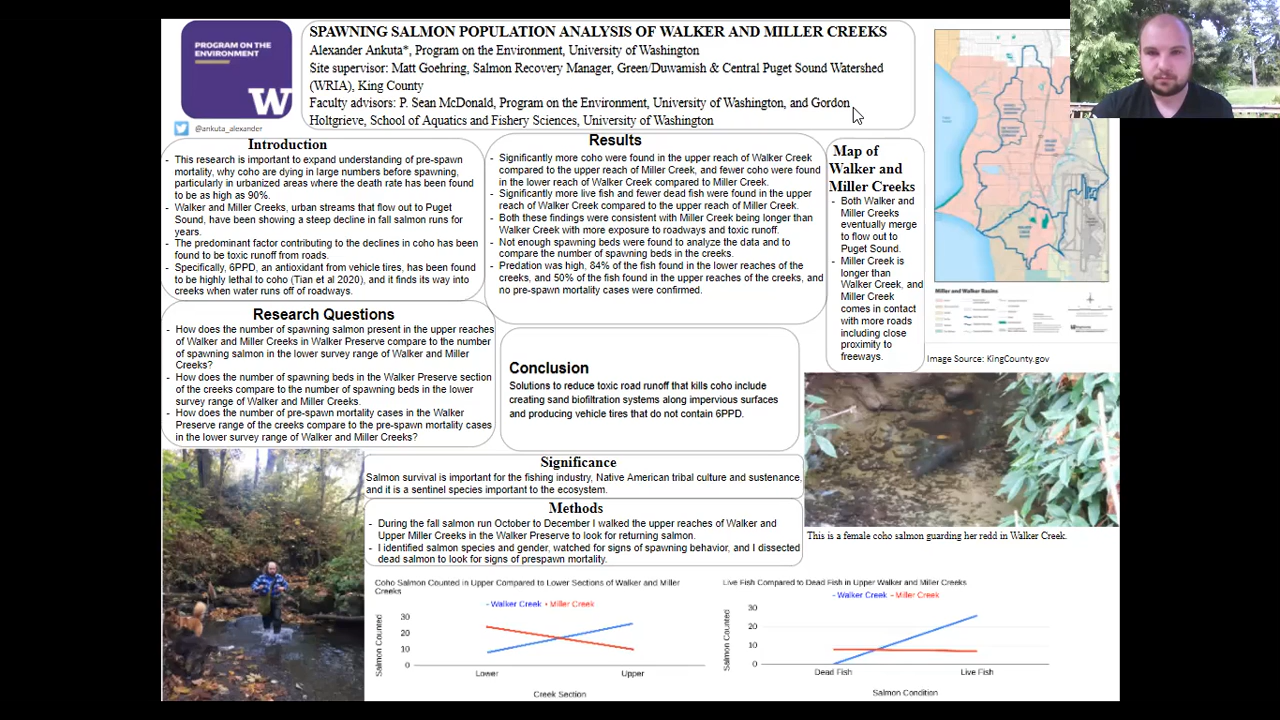 PROGRAM ON THE
ENVIRONMENT
W
@ankuta_alexander
SPAWNING SALMON POPULATION ANALYSIS OF WALKER AND MILLER CREEKS
Alexander Ankuta*, Program on the Environment, University of Washington
Site supervisor: Matt Goehring, Salmon Recovery Manager, Green/Duwamish & Central Puget Sound Watershed
(WRIA), King County
Faculty advisors: P. Sean McDonald, Program on the Environment, University of Washington, and Gordon
Holtgrieve, School of Aquatics and Fishery Sciences, University of Washington
Introduction
- This research is important to expand understanding of pre-spawn
mortality, why coho are dying in large numbers before spawning,
particularly in urbanized areas where the death rate has been found
to be as high as 90%.
- Walker and Miller Creeks, urban streams that flow out to Puget
Sound, have been showing a steep decline in fall salmon runs for
years.
- The predominant factor contributing to the declines in coho has been
found to be toxic runoff from roads.
- Specifically, 6PPD, an antioxidant from vehicle tires, has been found
to be highly lethal to coho (Tian et al 2020), and it finds its way into
creeks when water runs off of roadways.
Research Questions
- How does the number of spawning salmon present in the upper reaches
of Walker and Miller Creeks in Walker Preserve compare to the number
of spawning salmon in the lower survey range of Walker and Miller
Creeks?
- How does the number of spawning beds in the Walker Preserve section
of the creeks compare to the number of spawning beds in the lower
survey range of Walker and Miller Creeks.
- How does the number of pre-spawn mortality cases in the Walker
Preserve range of the creeks compare to the pre-spawn mortality cases
in the lower survey range of Walker and Miller Creeks?
Results
- Significantly more coho were found in the upper reach of Walker Creek
compared to the upper reach of Miller Creek, and fewer coho were found
in the lower reach of Walker Creek compared to Miller Creek.
- Significantly more live fish and fewer dead fish were found in the upper
reach of Walker Creek compared to the upper reach of Miller Creek.
- Both these findings were consistent with Miller Creek being longer than
Walker Creek with more exposure to roadways and toxic runoff.
- Not enough spawning beds were found to analyze the data and to
compare the number of spawning beds in the creeks.
- Predation was high, 84% of the fish found in the lower reaches of the
creeks, and 50% of the fish found in the upper reaches of the creeks, and
no pre-spawn mortality cases were confirmed.
Conclusion
Solutions to reduce toxic road runoff that kills coho include
creating sand biofiltration systems along impervious surfaces
and producing vehicle tires that do not contain 6PPD.
Map of
Walker and
Miller Creeks
- Both Walker and
Miller Creeks
eventually merge
to flow out to
Puget Sound.
- Miller Creek is
longer than
Walker Creek, and
Miller Creek
comes in contact
with more roads
including close
proximity to
freeways.
Miller and Walker Basins
Image Source: KingCounty.gov
This is a female coho salmon guarding her redd in Walker Creek.
Significance
Salmon survival is important for the fishing industry, Native American tribal culture and sustenance,
and it is a sentinel species important to the ecosystem.
Methods
- During the fall salmon run October to December I walked the upper reaches of Walker and
Upper Miller Creeks in the Walker Preserve to look for returning salmon.
- I identified salmon species and gender, watched for signs of spawning behavior, and I dissected
dead salmon to look for signs of prespawn mortality.
Coho Salmon Counted in Upper Compared to Lower Sections of Walker and Miller
Creeks
- Walker Creek - Miller Creek
Salmon Counted
30
20
10
0
Lower Upper
Creek Section
Live Fish Compared to Dead Fish in Upper Walker and Miller Creeks
- Walker Creek - Miller Creek
Salmon Counted
30
20
10
0
Dead Fish Live Fish
Salmon Condition